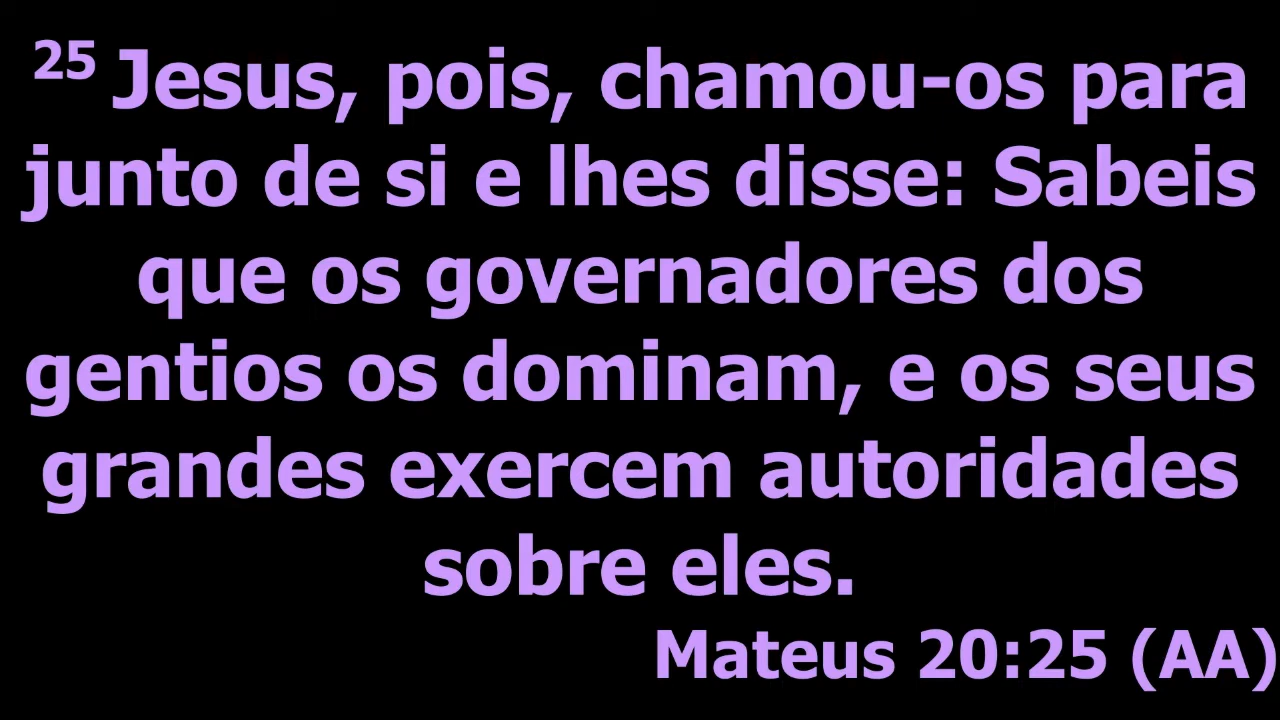 25 Jesus, pois, chamou-os para
junto de si e lhes disse: Sabeis
que os governadores dos
gentios os dominam, e os seus
grandes exercem autoridades
sobre eles.
Mateus 20:25 (AA)